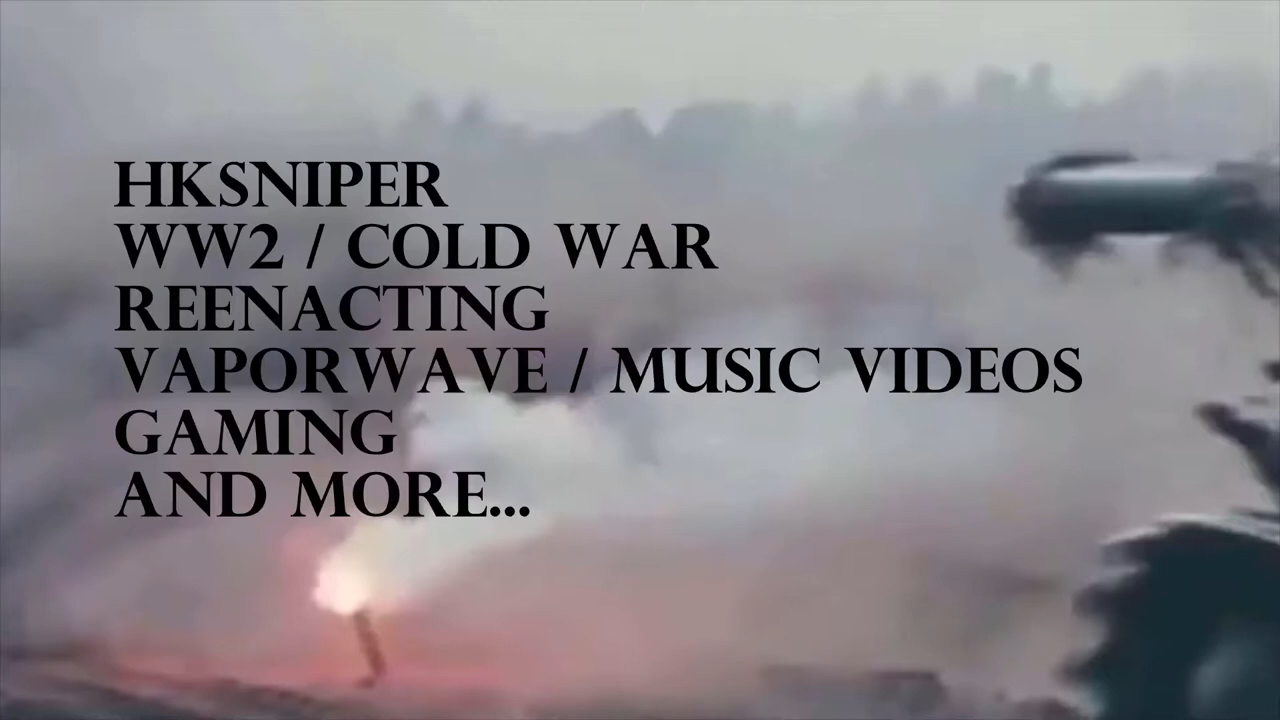 HKSNIPER
WW2 / COLD WAR
REENACTING
VAPORWAVE / MUSIC VIDEOS
GAMING
AND MORE...